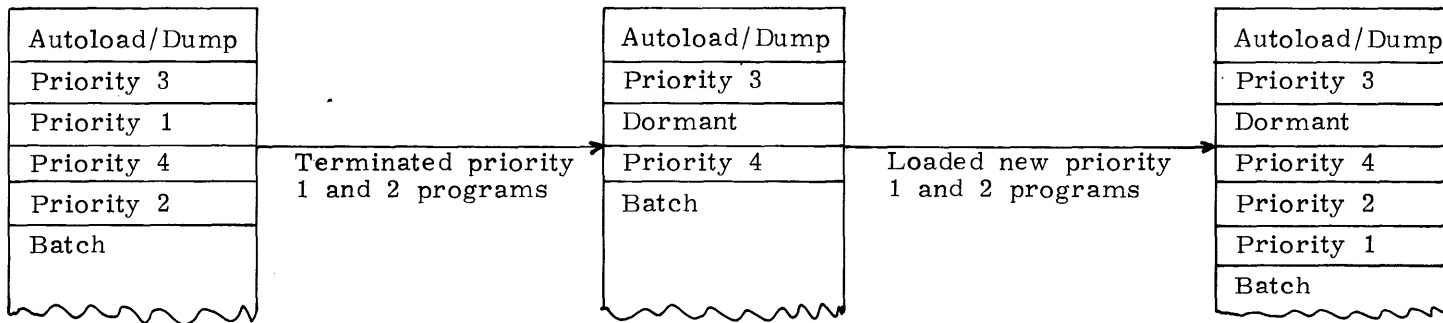 Autoload/Dump
Priority 3
Priority 1
Priority 4
Priority 2
Batch
Terminated priority
1 and 2 programs
Autoload/Dump
Priority 3
Dormant
Priority 4
Batch
Loaded new priority
1 and 2 programs
Autoload/Dump
Priority 3
Dormant
Priority 4
Priority 2
Priority 1
Batch